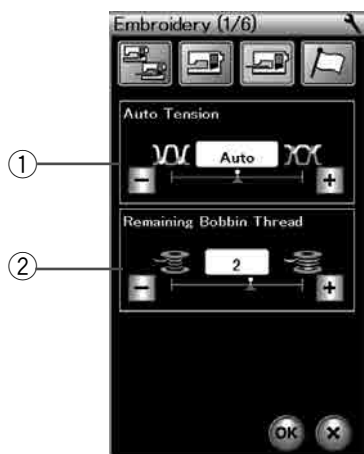 Embroidery (1/6)
Auto Tension
①
Auto
− +
Remaining Bobbin Thread
②
2
− +
OK ×